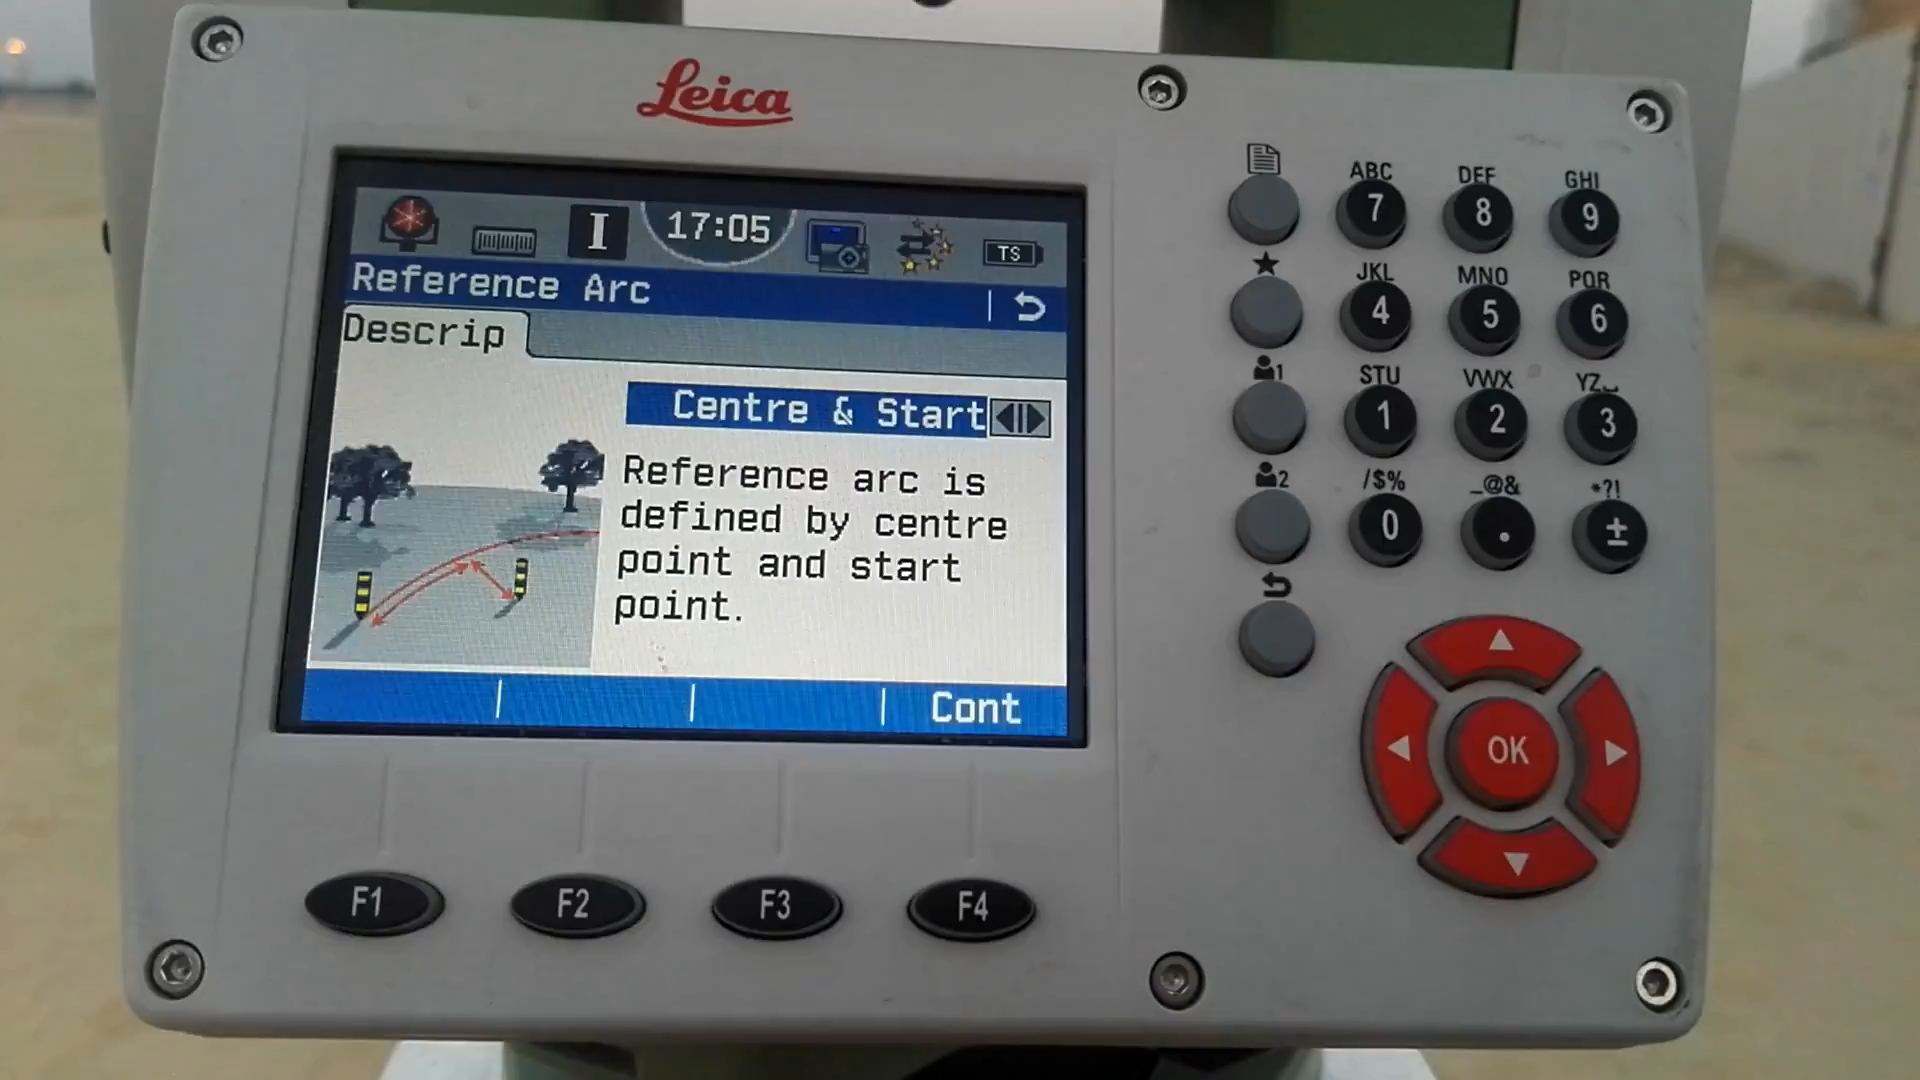 Leica
I 17:05 TS
Reference Arc
Descrip
Centre & Start
Reference arc is
defined by centre
point and start
point.
Cont
F1 F2 F3 F4
ABC DEF GHI
7 8 9
JKL MNO PQR
4 5 6
1 STU VWX YZ␣
1 2 3
2 /$% _@& *?!
0 . ±
OK